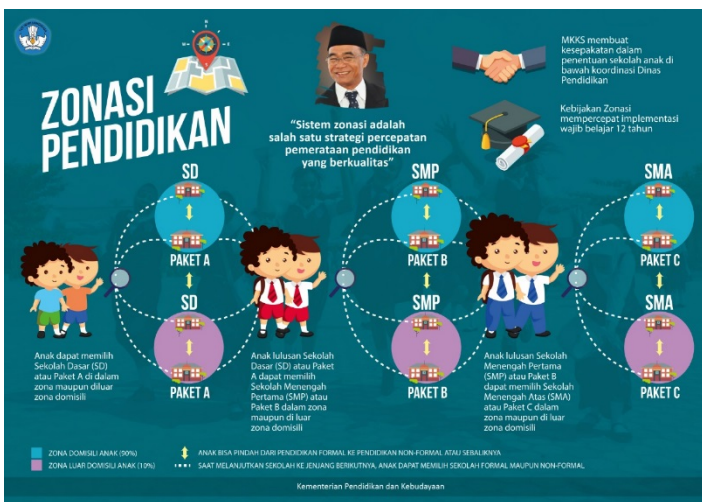 ZONASI
PENDIDIKAN
“Sistem zonasi adalah
salah satu strategi percepatan
pemerataan pendidikan
yang berkualitas”
MKKS membuat
kesepakatan dalam
penentuan sekolah anak di
bawah koordinasi Dinas
Pendidikan
Kebijakan Zonasi
mempercepat implementasi
wajib belajar 12 tahun
SD
PAKET A
SD
PAKET A
SMP
PAKET B
SMP
PAKET B
SMA
PAKET C
SMA
PAKET C
Anak dapat memilih
Sekolah Dasar (SD)
atau Paket A di dalam
zona maupun diluar
zona domisili
Anak lulusan Sekolah
Dasar (SD) atau Paket
A dapat memilih
Sekolah Menengah
Pertama (SMP) atau
Paket B dalam zona
maupun di luar
zona domisili
Anak lulusan Sekolah
Menengah Pertama
(SMP) atau Paket B
dapat memilih Sekolah
Menengah Atas (SMA)
atau Paket C dalam
zona maupun di luar
zona domisili
ZONA DOMISILI ANAK (90%)
ZONA LUAR DOMISILI ANAK (10%)
ANAK BISA PINDAH DARI PENDIDIKAN FORMAL KE PENDIDIKAN NON-FORMAL ATAU SEBALIKNYA
SAAT MELANJUTKAN SEKOLAH KE JENJANG BERIKUTNYA, ANAK DAPAT MEMILIH SEKOLAH FORMAL MAUPUN NON-FORMAL
Kementerian Pendidikan dan Kebudayaan